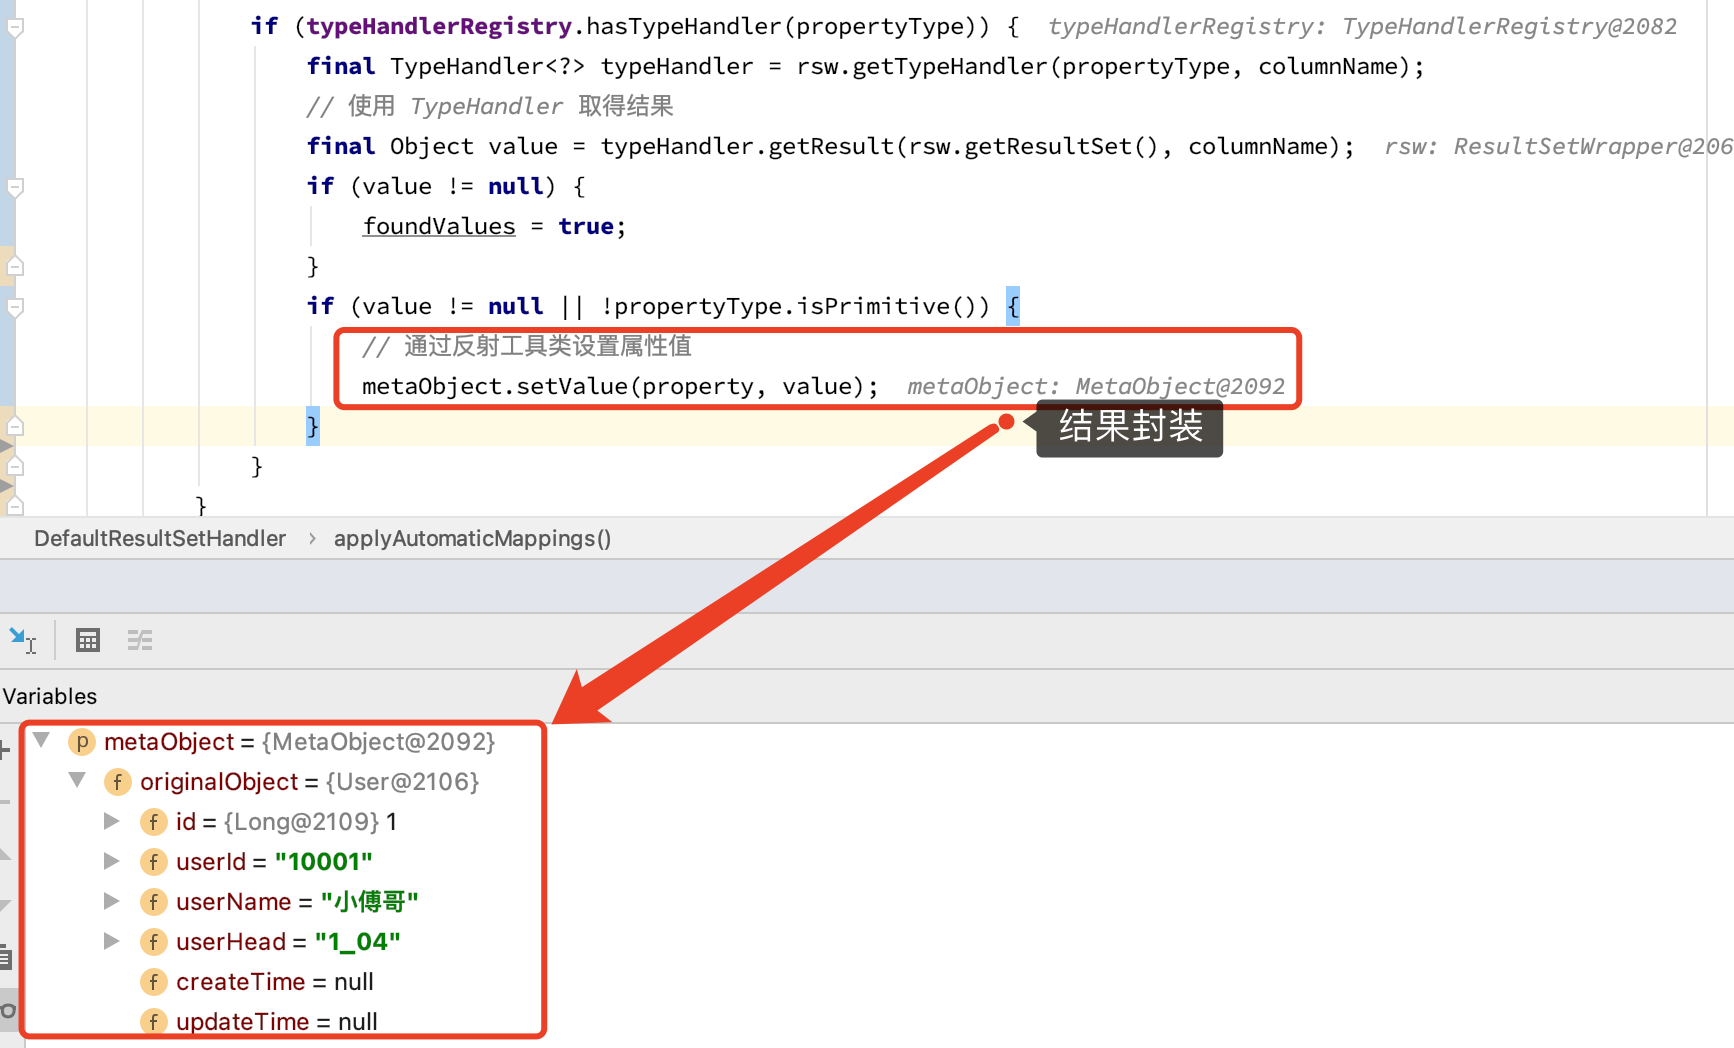 if (typeHandlerRegistry.hasTypeHandler(propertyType)) { typeHandlerRegistry: TypeHandlerRegistry@2082
final TypeHandler<?> typeHandler = rsw.getTypeHandler(propertyType, columnName);
// 使用 TypeHandler 取得结果
final Object value = typeHandler.getResult(rsw.getResultSet(), columnName); rsw: ResultSetWrapper@206
if (value != null) {
foundValues = true;
}
if (value != null || !propertyType.isPrimitive()) {
// 通过反射工具类设置属性值
metaObject.setValue(property, value); metaObject: MetaObject@2092
结果封装
}
}
}
DefaultResultSetHandler › applyAutomaticMappings()
Variables
p metaObject = {MetaObject@2092}
f originalObject = {User@2106}
f id = {Long@2109} 1
f userId = "10001"
f userName = "小傅哥"
f userHead = "1_04"
f createTime = null
f updateTime = null